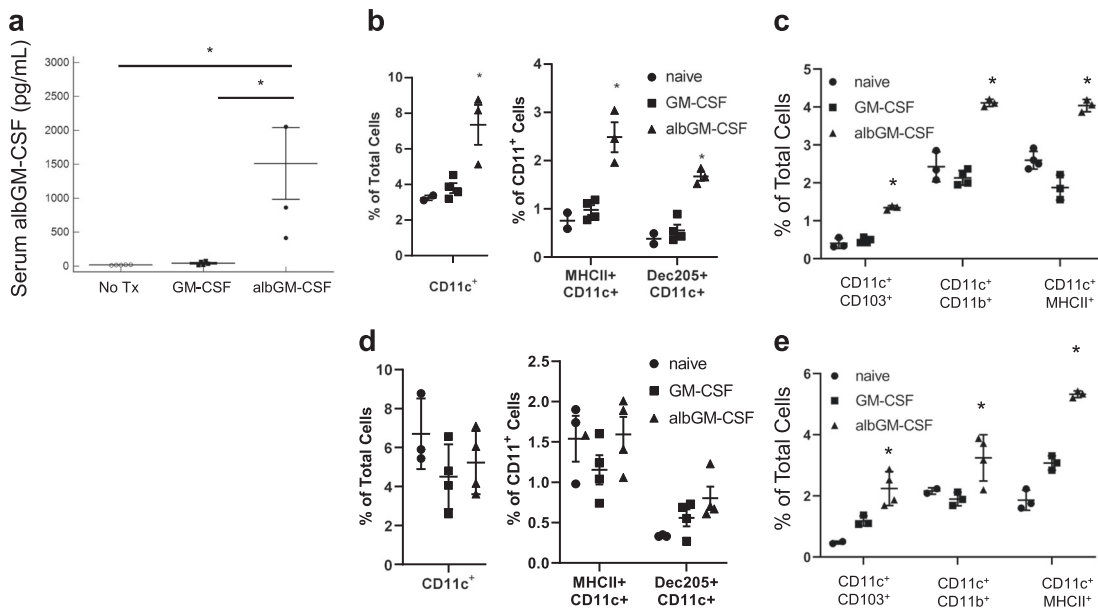 a
Serum albGM-CSF (pg/mL)
3000
2500
2000
1500
1000
500
0
*
*
No Tx
GM-CSF
albGM-CSF
b
% of Total Cells
10
8
6
4
2
0
*
CD11c⁺
% of CD11⁺ Cells
4
3
2
1
0
*
*
naive
GM-CSF
albGM-CSF
MHCII+
CD11c+
Dec205+
CD11c+
c
% of Total Cells
5
4
3
2
1
0
naive
GM-CSF
albGM-CSF
*
*
*
CD11c⁺
CD103⁺
CD11c⁺
CD11b⁺
CD11c⁺
MHCII⁺
d
% of Total Cells
10
8
6
4
2
0
CD11c⁺
% of CD11⁺ Cells
2.5
2.0
1.5
1.0
0.5
0.0
naive
GM-CSF
albGM-CSF
MHCII+
CD11c+
Dec205+
CD11c+
e
% of Total Cells
6
4
2
0
naive
GM-CSF
albGM-CSF
*
*
*
CD11c⁺
CD103⁺
CD11c⁺
CD11b⁺
CD11c⁺
MHCII⁺